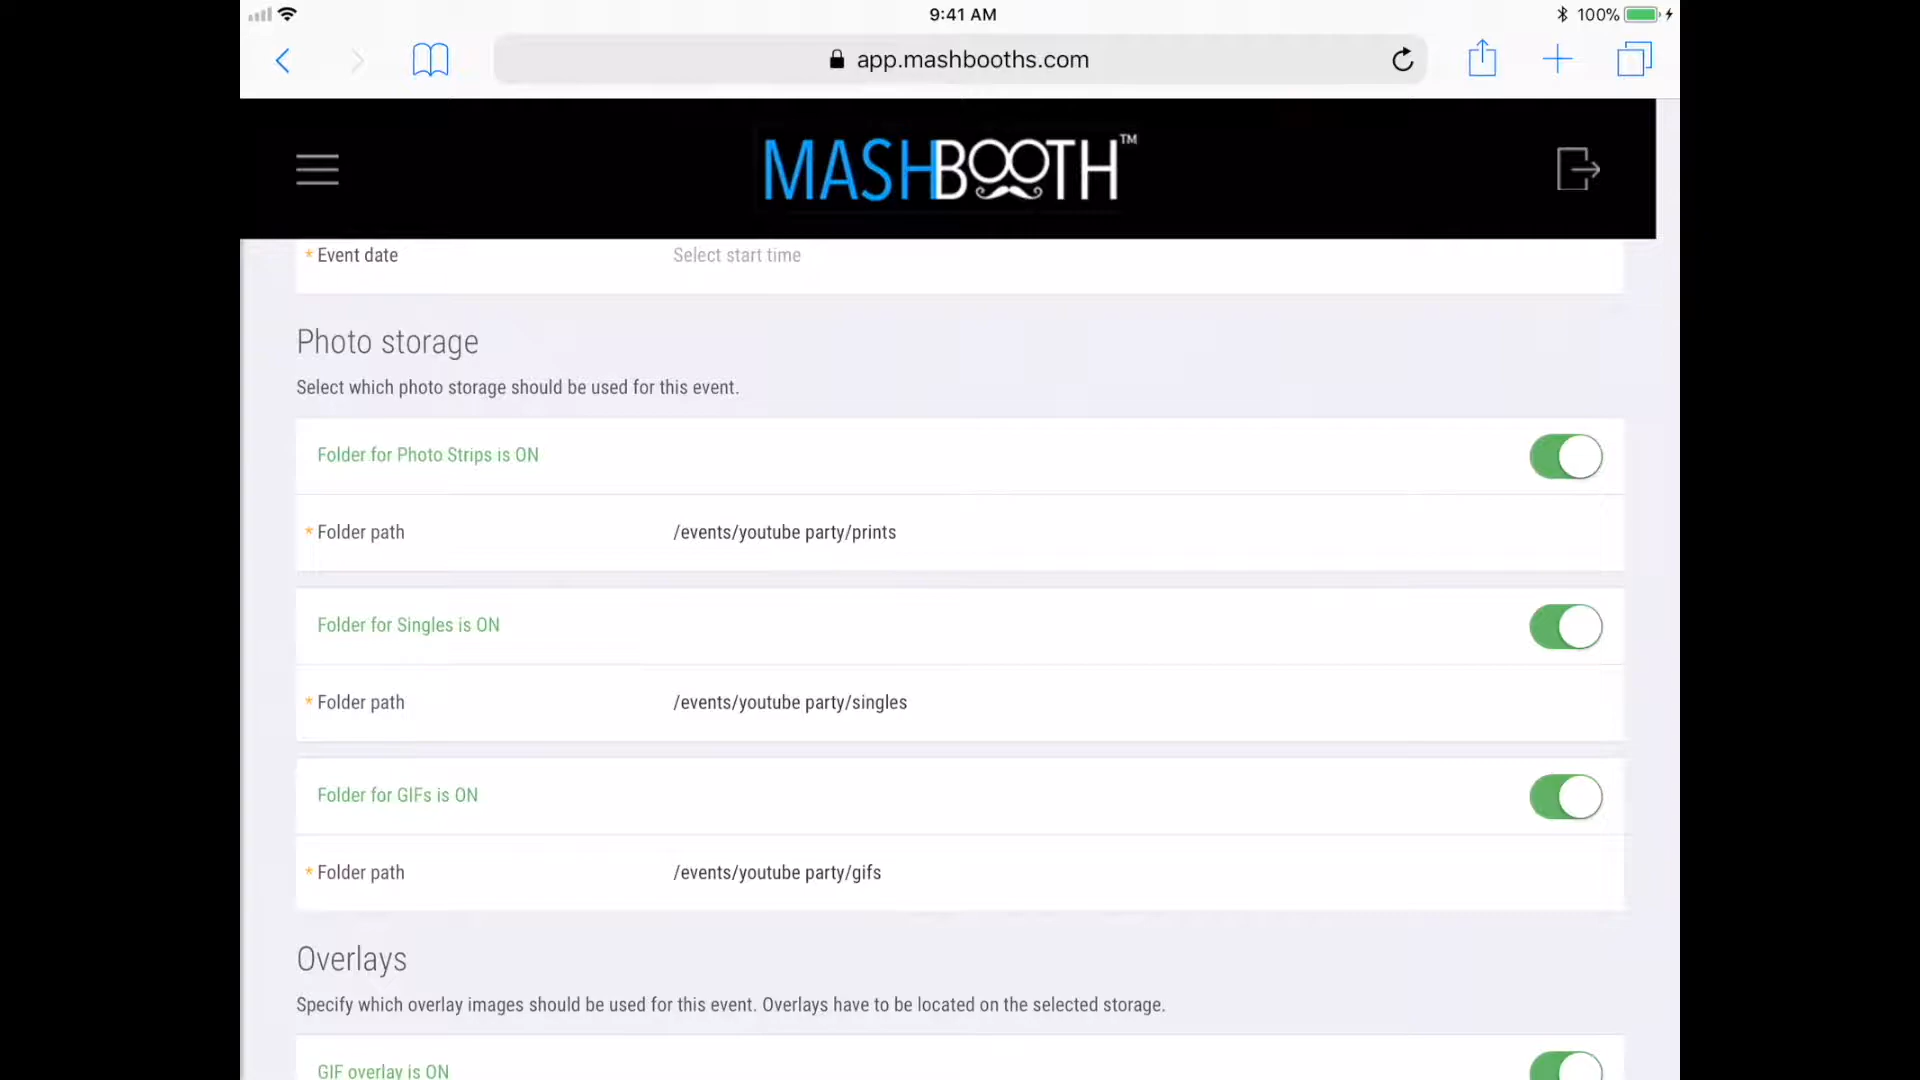 9:41 AM
100%
app.mashbooths.com
MASHBOOTH™
* Event date
Select start time
Photo storage
Select which photo storage should be used for this event.
Folder for Photo Strips is ON
* Folder path
/events/youtube party/prints
Folder for Singles is ON
* Folder path
/events/youtube party/singles
Folder for GIFs is ON
* Folder path
/events/youtube party/gifs
Overlays
Specify which overlay images should be used for this event. Overlays have to be located on the selected storage.
GIF overlay is ON